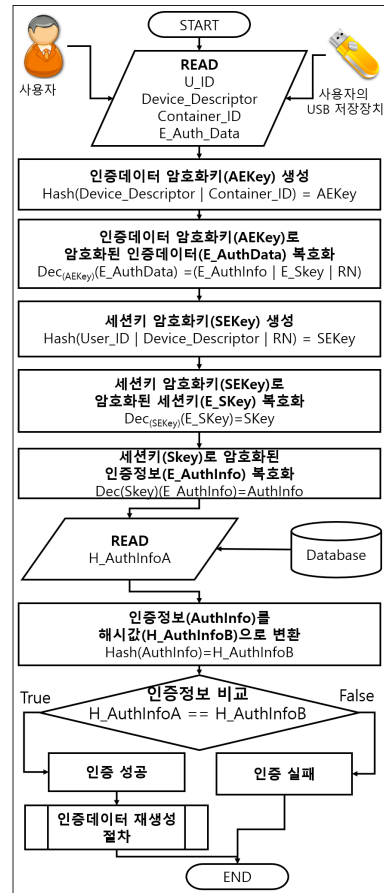 START
사용자
READ
U_ID
Device_Descriptor
Container_ID
E_Auth_Data
사용자의
USB 저장장치
인증데이터 암호화키(AEKey) 생성
Hash(Device_Descriptor | Container_ID) = AEKey
인증데이터 암호화키(AEKey)로
암호화된 인증데이터(E_AuthData) 복호화
Dec(AEKey)(E_AuthData) =(E_AuthInfo | E_Skey | RN)
세션키 암호화키(SEKey) 생성
Hash(User_ID | Device_Descriptor | RN) = SEKey
세션키 암호화키(SEKey)로
암호화된 세션키(E_SKey) 복호화
Dec(SEKey)(E_SKey)=SKey
세션키(Skey)로 암호화된
인증정보(E_AuthInfo) 복호화
Dec(Skey)(E_AuthInfo)=AuthInfo
READ
H_AuthInfoA
Database
인증정보(AuthInfo)를
해시값(H_AuthInfoB)으로 변환
Hash(AuthInfo)=H_AuthInfoB
True
인증정보 비교
False
H_AuthInfoA == H_AuthInfoB
인증 성공
인증 실패
인증데이터 재생성
절차
END